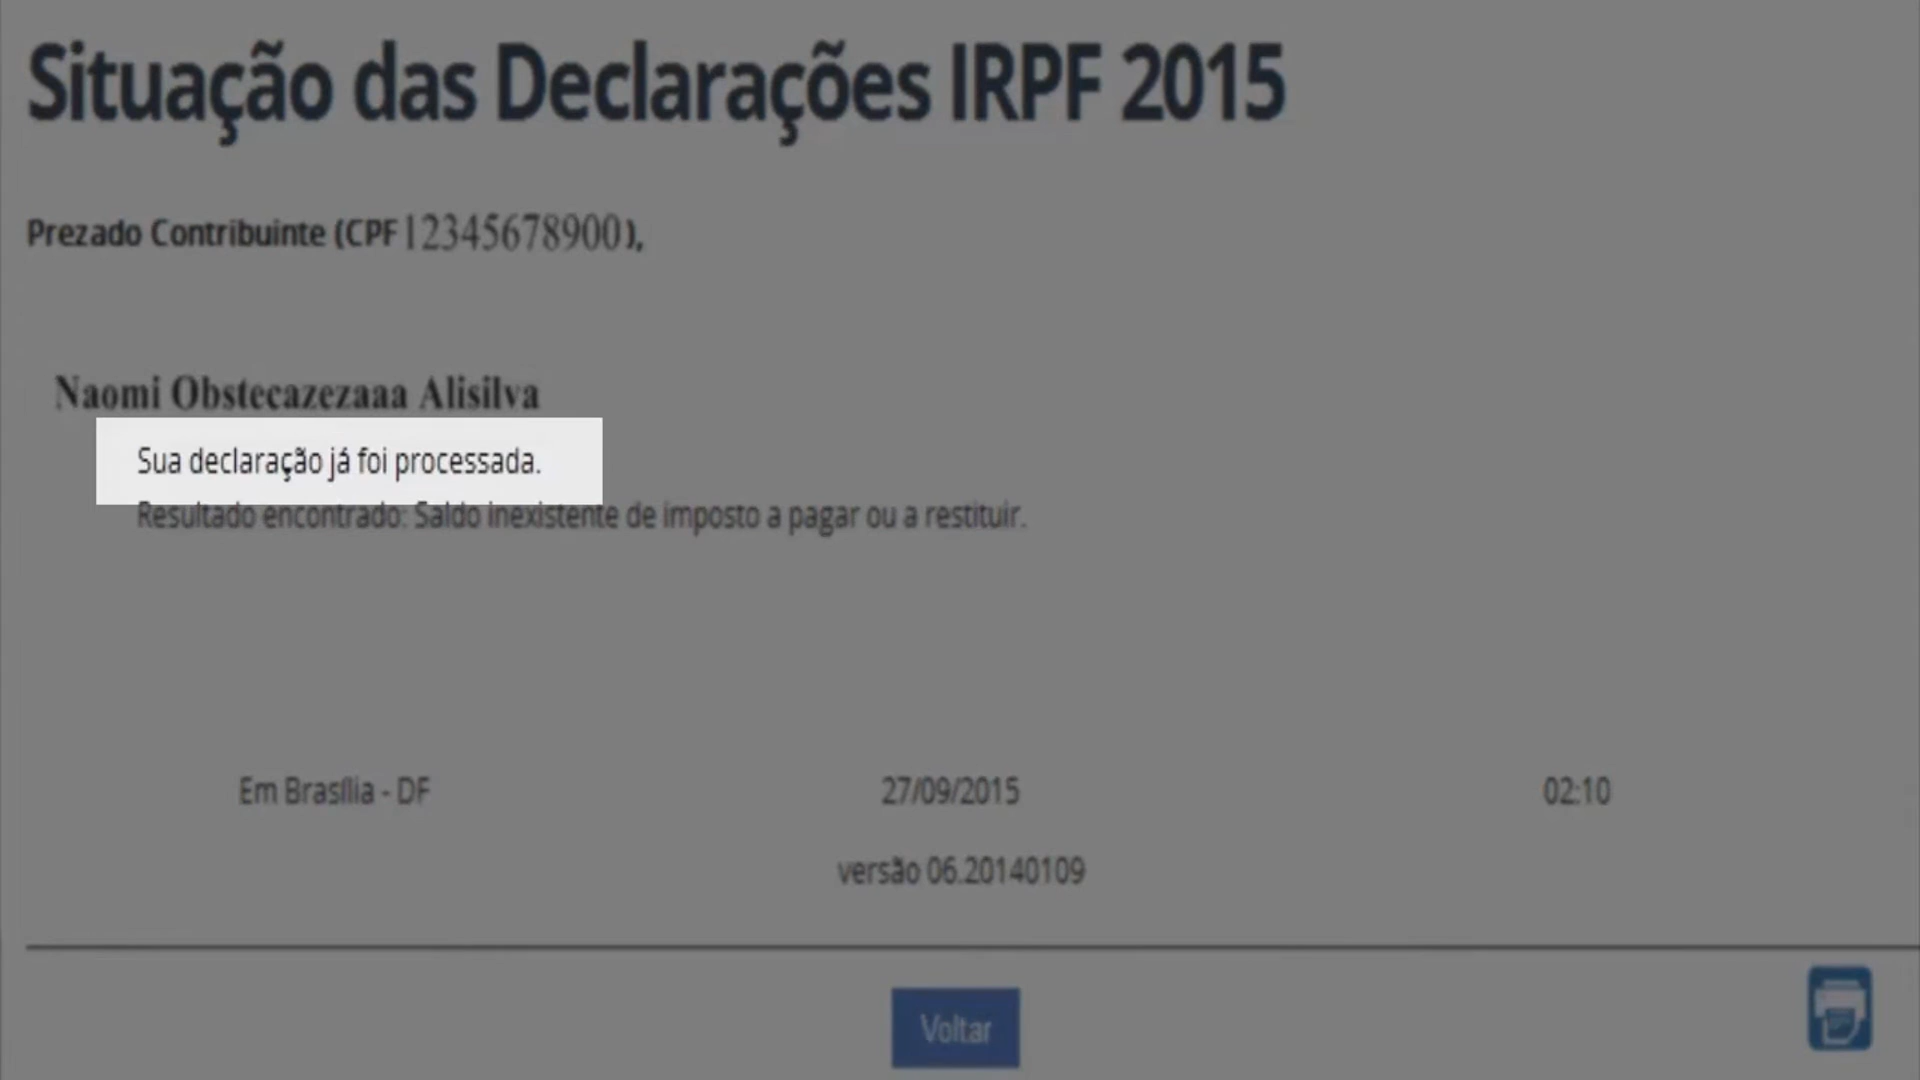 Situação das Declarações IRPF 2015
Prezado Contribuinte (CPF 12345678900),
Naomi Obstecazezaaa Alisilva
Sua declaração já foi processada.
Resultado encontrado: Saldo inexistente de imposto a pagar ou a restituir.
Em Brasília - DF 27/09/2015 02:10
versão 06.20140109
Voltar